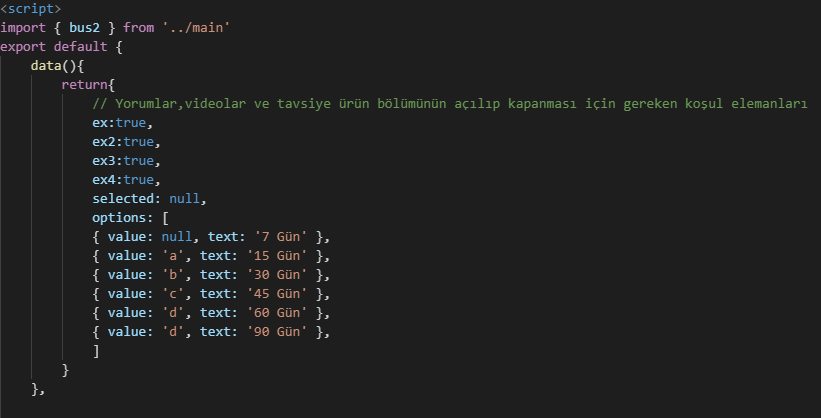 <script>
import { bus2 } from '../main'
export default {
data(){
return{
// Yorumlar,videolar ve tavsiye ürün bölümünün açılıp kapanması için gereken koşul elemanları
ex:true,
ex2:true,
ex3:true,
ex4:true,
selected: null,
options: [
{ value: null, text: '7 Gün' },
{ value: 'a', text: '15 Gün' },
{ value: 'b', text: '30 Gün' },
{ value: 'c', text: '45 Gün' },
{ value: 'd', text: '60 Gün' },
{ value: 'd', text: '90 Gün' },
]
}
},